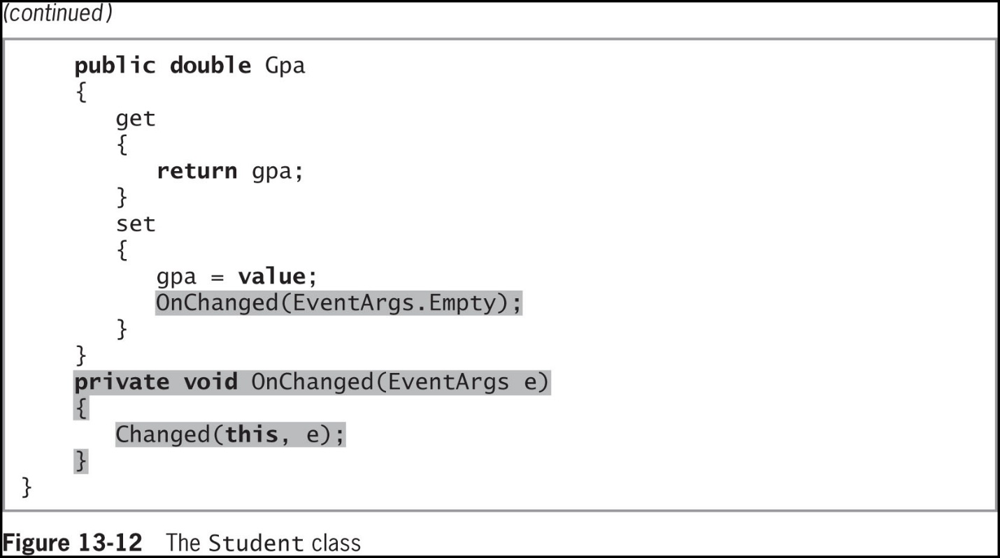 (continued)
public double Gpa
{
get
{
return gpa;
}
set
{
gpa = value;
OnChanged(EventArgs.Empty);
}
}
private void OnChanged(EventArgs e)
{
Changed(this, e);
}
}
Figure 13-12 The Student class